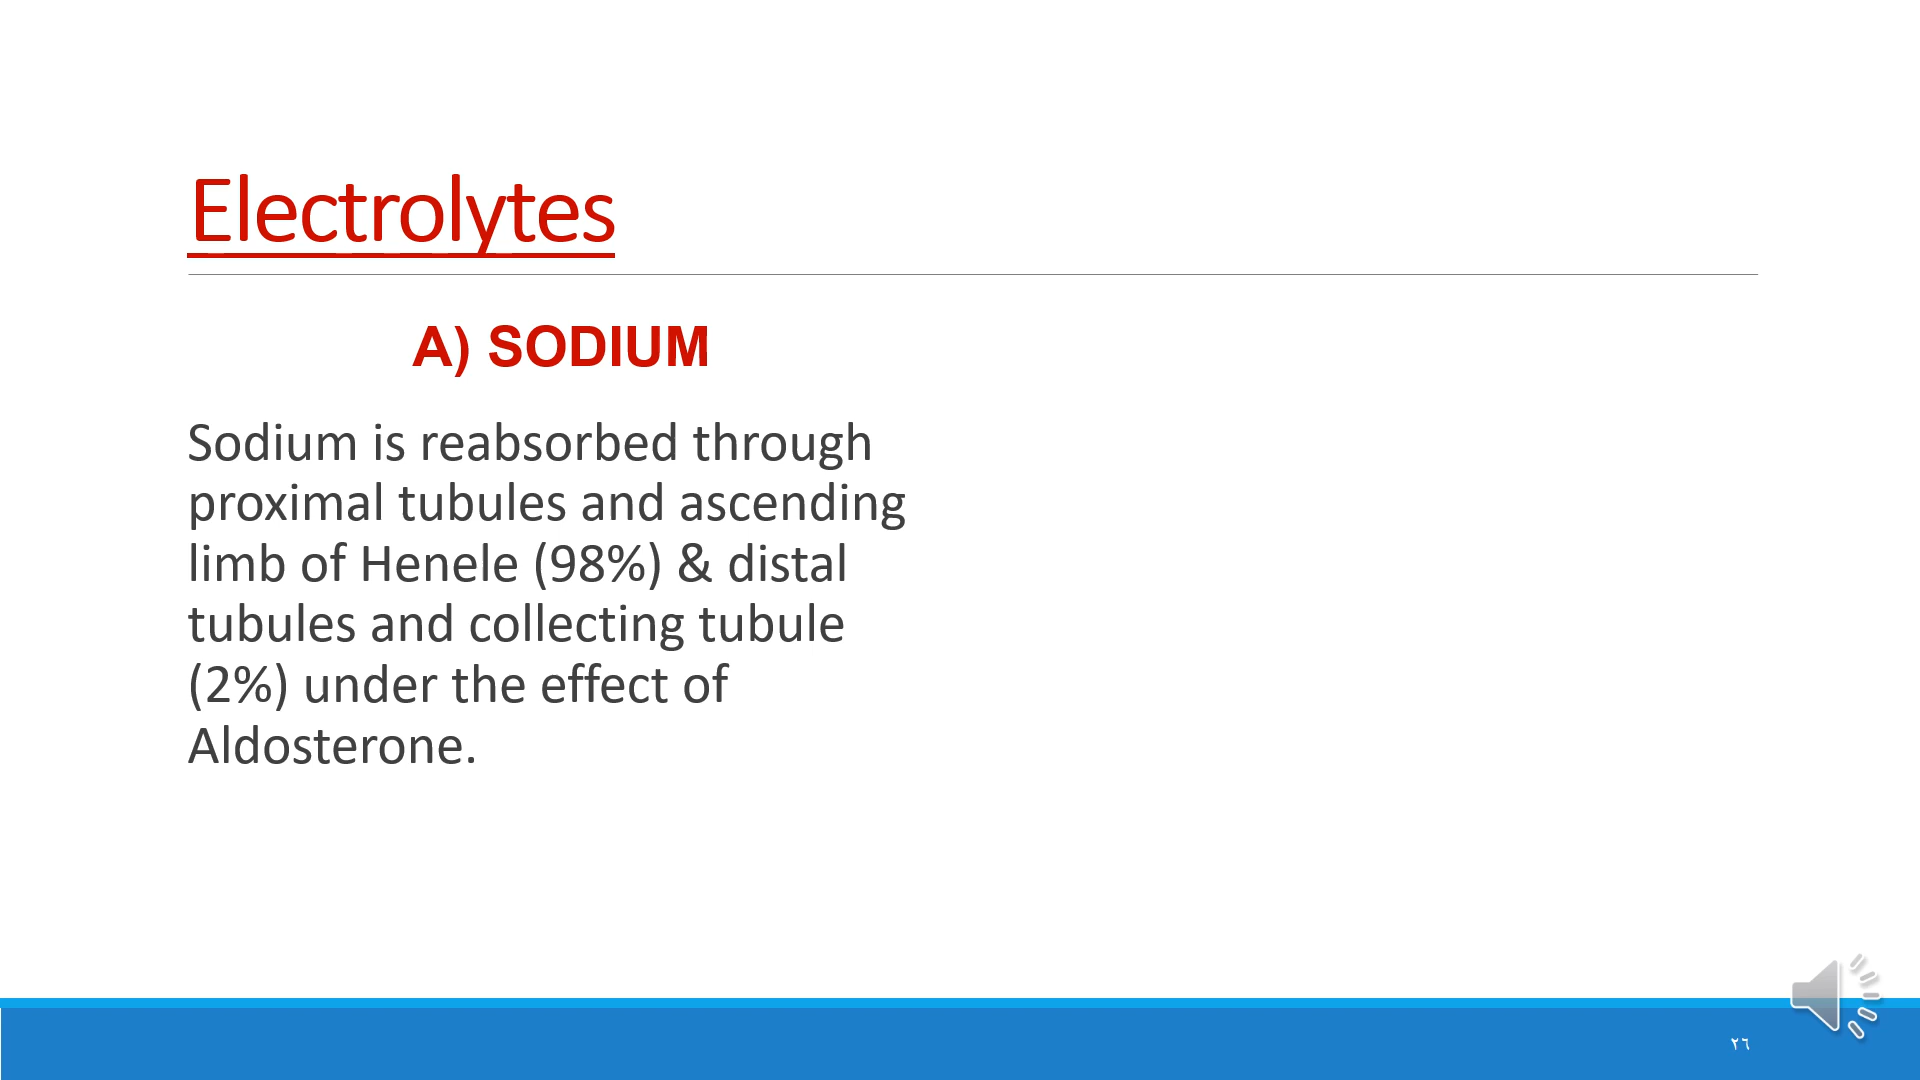 Electrolytes
A) SODIUM
Sodium is reabsorbed through
proximal tubules and ascending
limb of Henele (98%) & distal
tubules and collecting tubule
(2%) under the effect of
Aldosterone.
٢٦